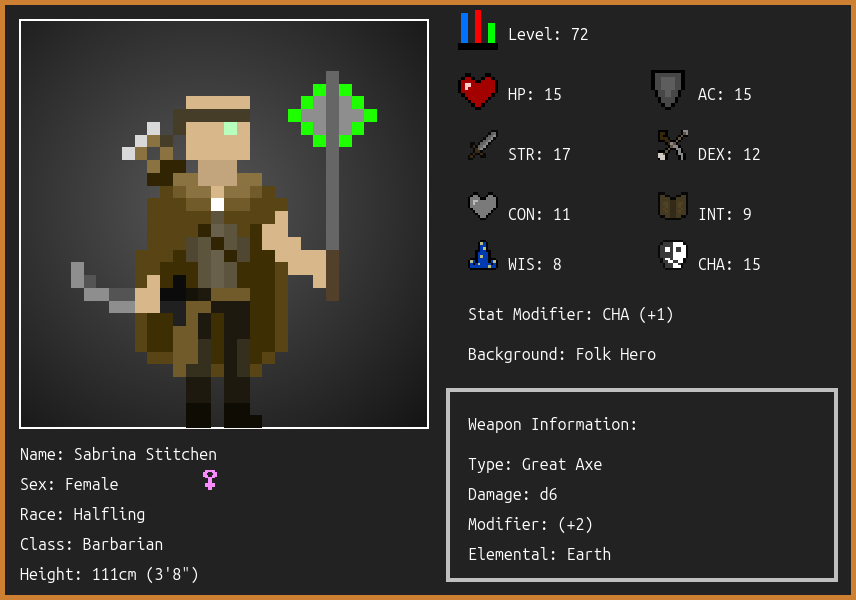 Level: 72
HP: 15
AC: 15
STR: 17
DEX: 12
CON: 11
INT: 9
WIS: 8
CHA: 15
Stat Modifier: CHA (+1)
Background: Folk Hero
Weapon Information:
Type: Great Axe
Damage: d6
Modifier: (+2)
Elemental: Earth
Name: Sabrina Stitchen
Sex: Female
Race: Halfling
Class: Barbarian
Height: 111cm (3'8")